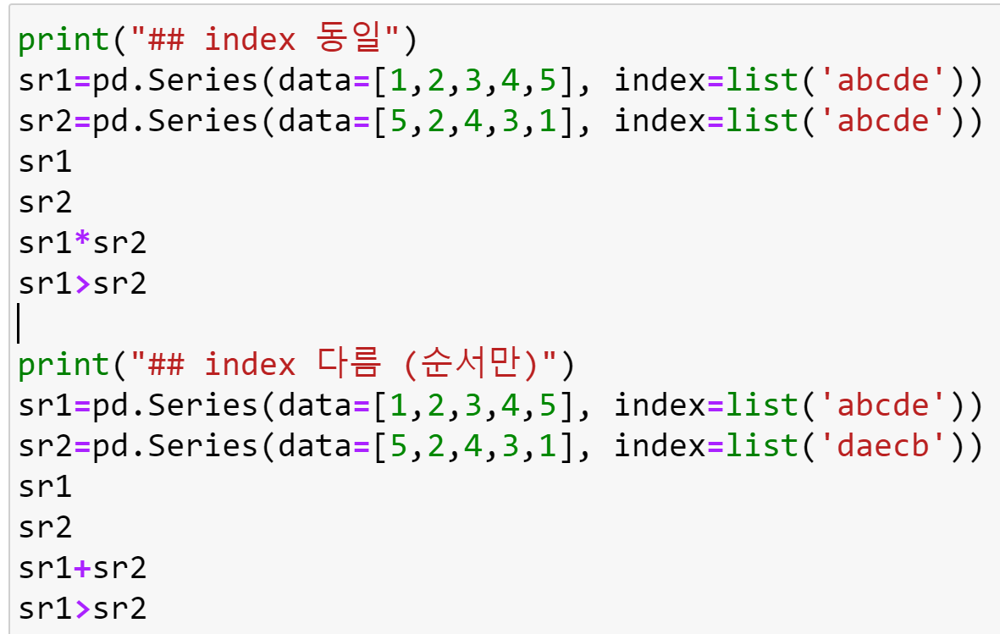 print("## index 동일")
sr1=pd.Series(data=[1,2,3,4,5], index=list('abcde'))
sr2=pd.Series(data=[5,2,4,3,1], index=list('abcde'))
sr1
sr2
sr1*sr2
sr1>sr2
print("## index 다름 (순서만)")
sr1=pd.Series(data=[1,2,3,4,5], index=list('abcde'))
sr2=pd.Series(data=[5,2,4,3,1], index=list('daecb'))
sr1
sr2
sr1+sr2
sr1>sr2